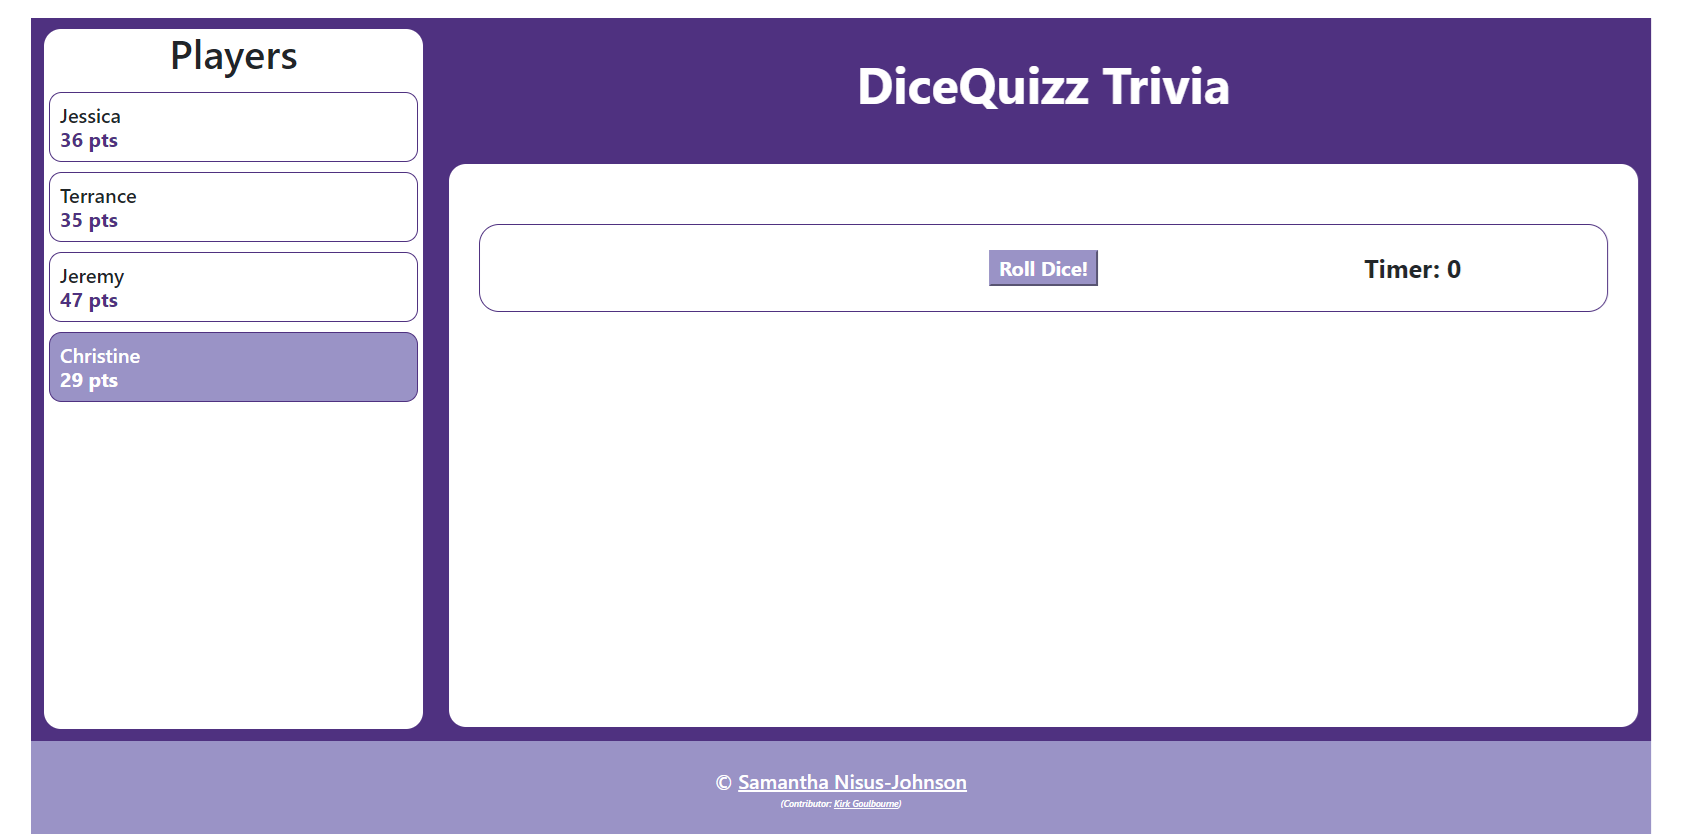 Players
Jessica
36 pts
Terrance
35 pts
Jeremy
47 pts
Christine
29 pts
DiceQuizz Trivia
Roll Dice!
Timer: 0
© Samantha Nisus-Johnson
(Contributor: Kirk Goulbourne)